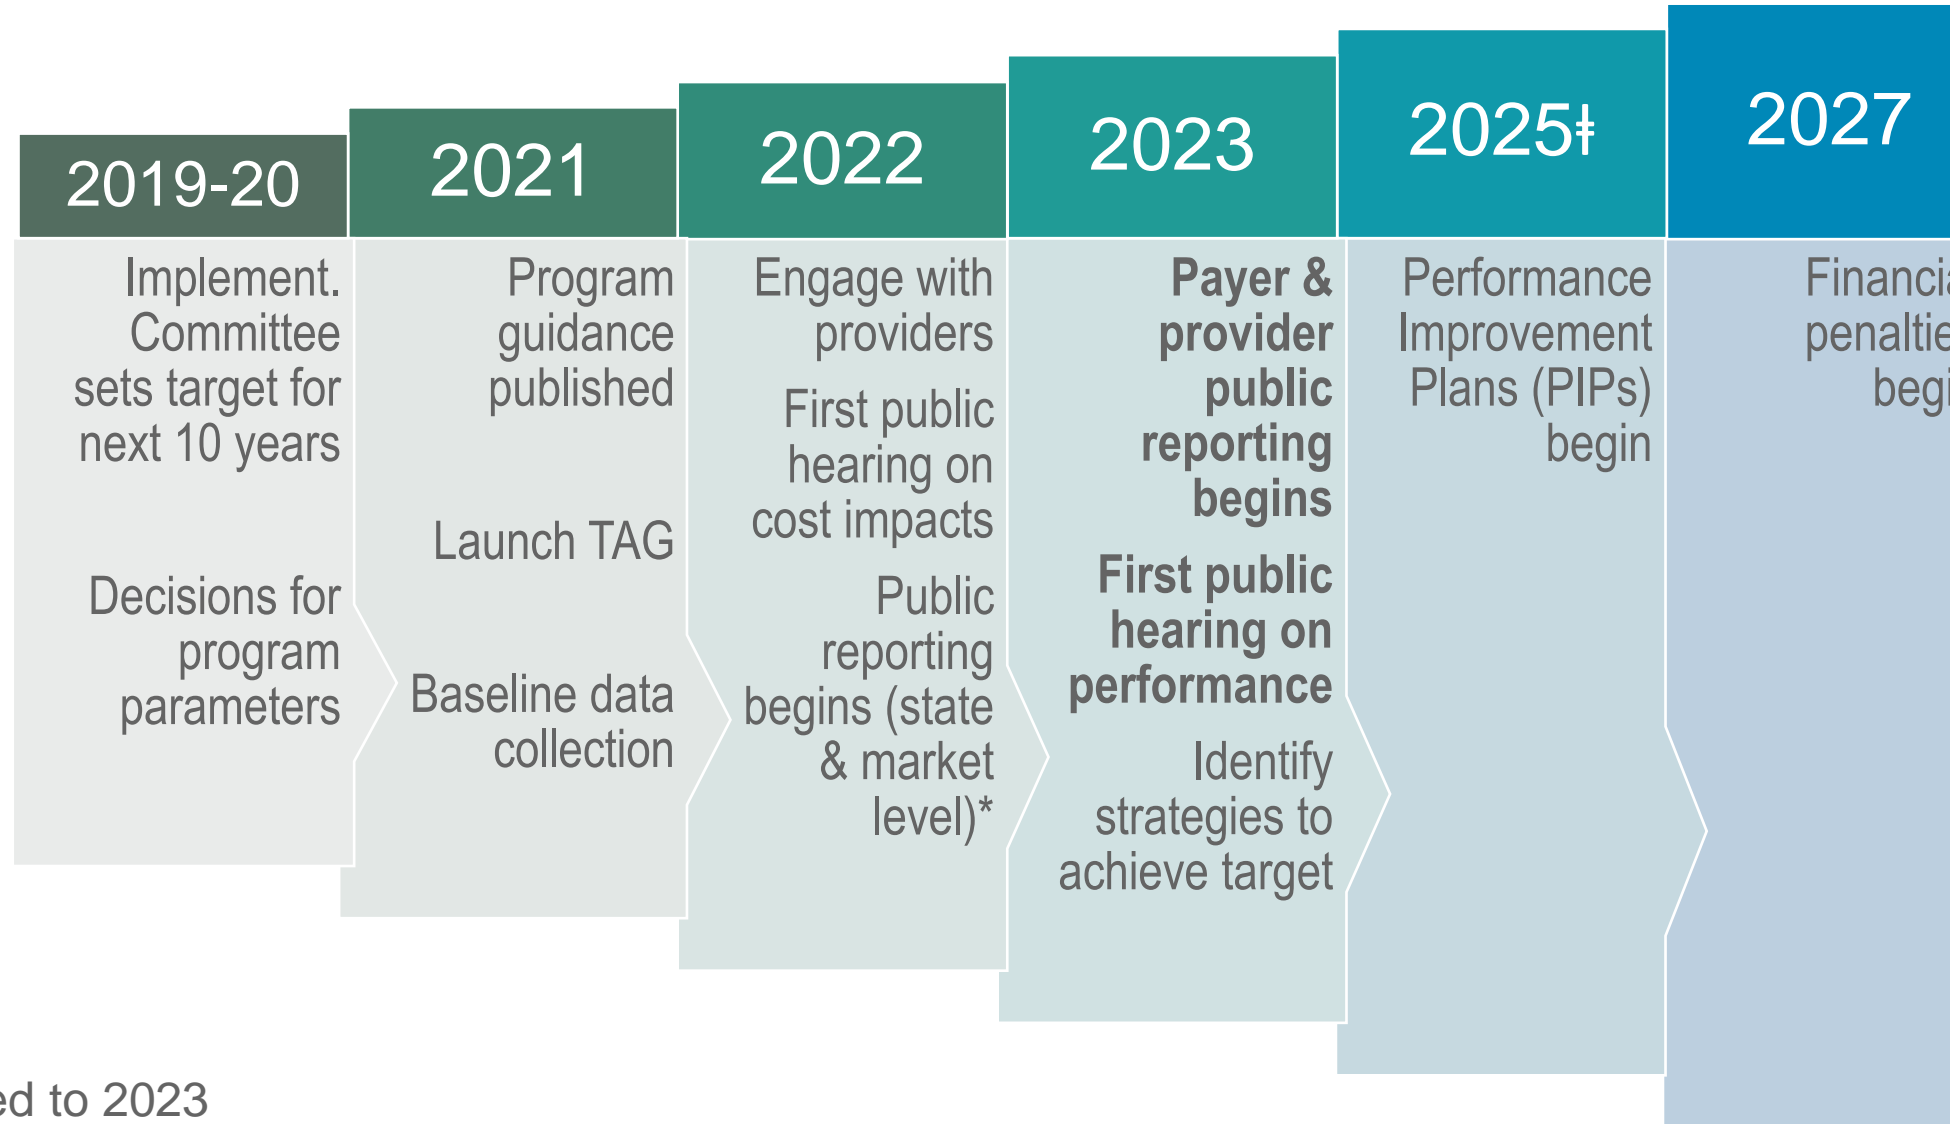 2019-20
Implement.
Committee
sets target for
next 10 years
Decisions for
program
parameters
2021
Program
guidance
published
Launch TAG
Baseline data
collection
2022
Engage with
providers
First public
hearing on
cost impacts
Public
reporting
begins (state
& market
level)*
2023
Payer &
provider
public
reporting
begins
First public
hearing on
performance
Identify
strategies to
achieve target
2025ǂ
Performance
Improvement
Plans (PIPs)
begin
2027
to 2023